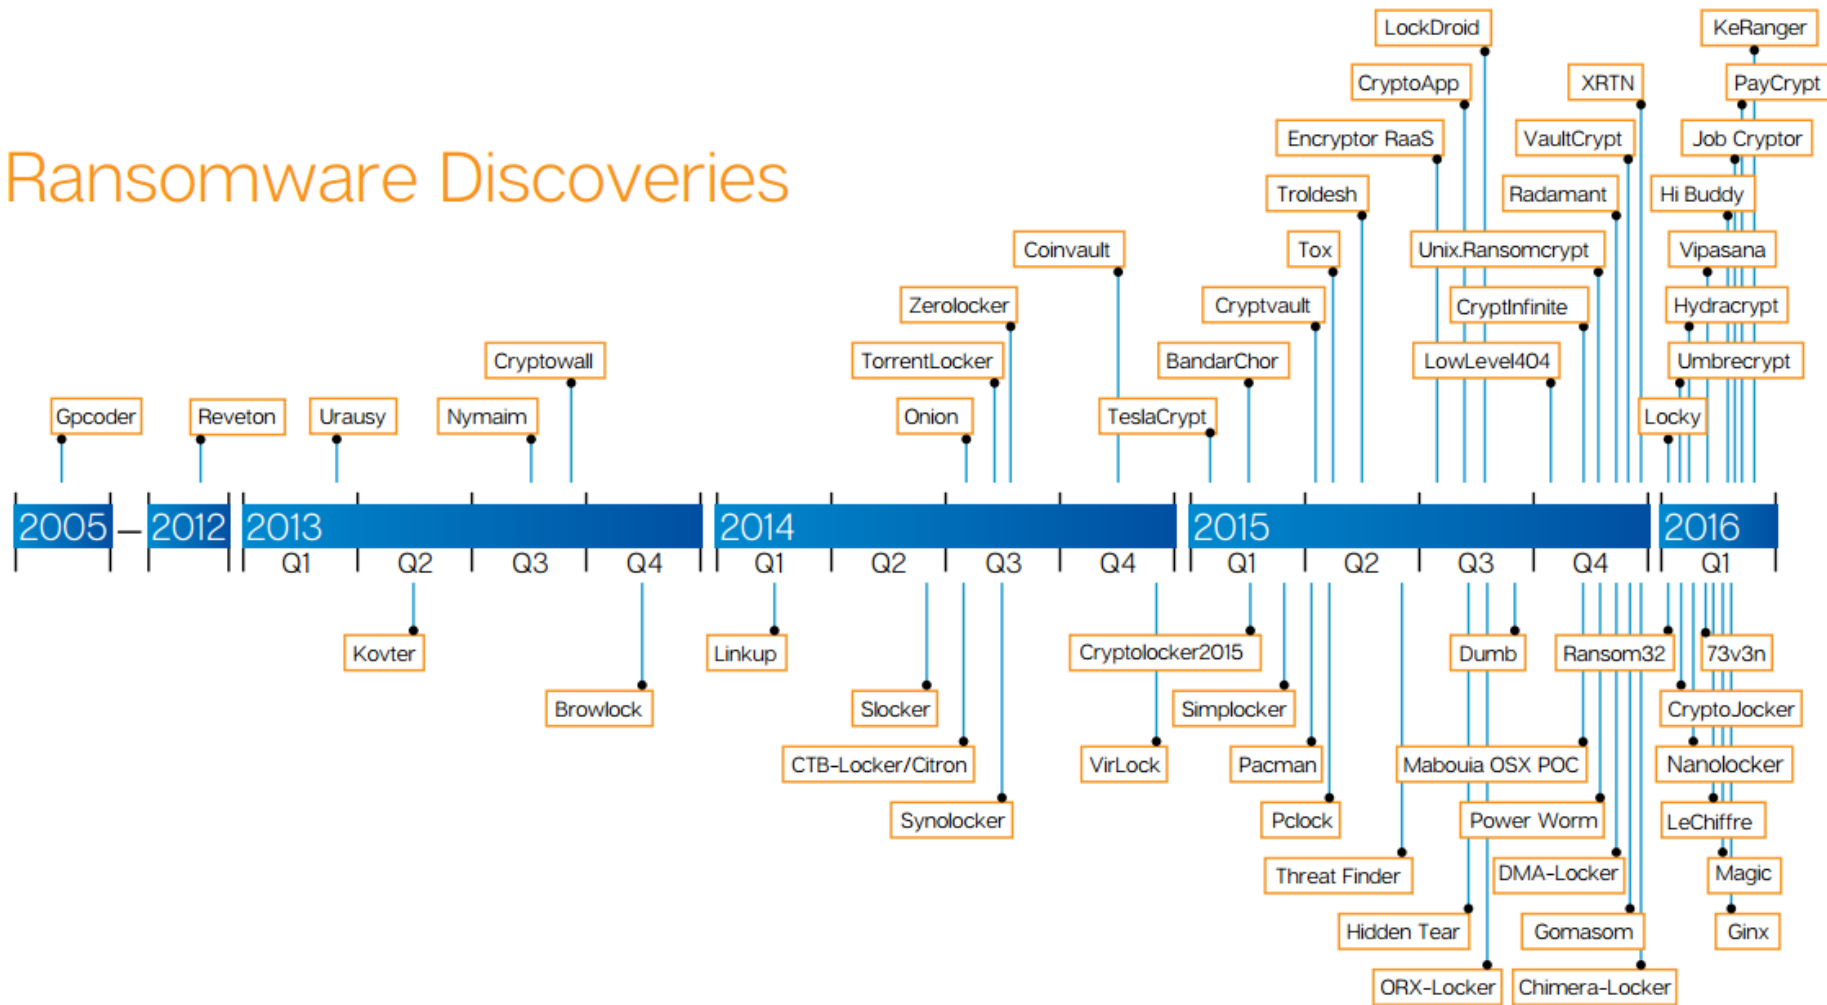 LockDroid
KeRanger
CryptoApp
XRTN
PayCrypt
Encryptor RaaS
VaultCrypt
Job Cryptor
Ransomware Discoveries
Troldesh
Radamant
Hi Buddy
Coinvault
Tox
Unix.Ransomcrypt
Vipasana
Zerolocker
Cryptvault
CryptInfinite
Hydracrypt
Cryptowall
TorrentLocker
BandarChor
LowLevel404
Umbrecrypt
Gpcoder
Reveton
Urausy
Nymaim
Onion
TeslaCrypt
Locky
2005 – 2012 2013 2014 2015 2016
Q1 Q2 Q3 Q4 Q1 Q2 Q3 Q4 Q1 Q2 Q3 Q4 Q1
Kovter
Linkup
Cryptolocker2015
Dumb
Ransom32
73v3n
Browlock
Slocker
Simplocker
CryptoJocker
CTB-Locker/Citron
VirLock
Pacman
Mabouia OSX POC
Nanolocker
Synolocker
Pclock
Power Worm
LeChiffre
Threat Finder
DMA-Locker
Magic
Hidden Tear
Gomasom
Ginx
ORX-Locker
Chimera-Locker